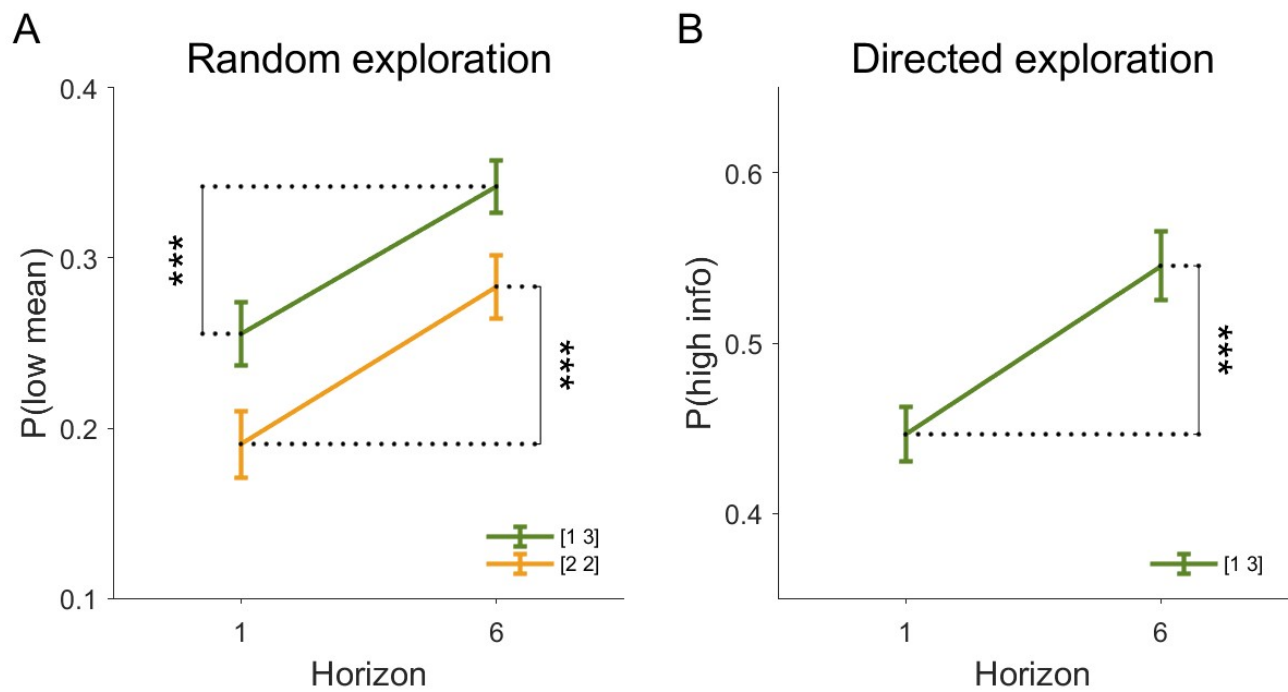 A
Random exploration
0.4
0.3
0.2
0.1
P(low mean)
***
***
[1 3]
[2 2]
1
6
Horizon
B
Directed exploration
0.6
0.5
0.4
P(high info)
***
[1 3]
1
6
Horizon